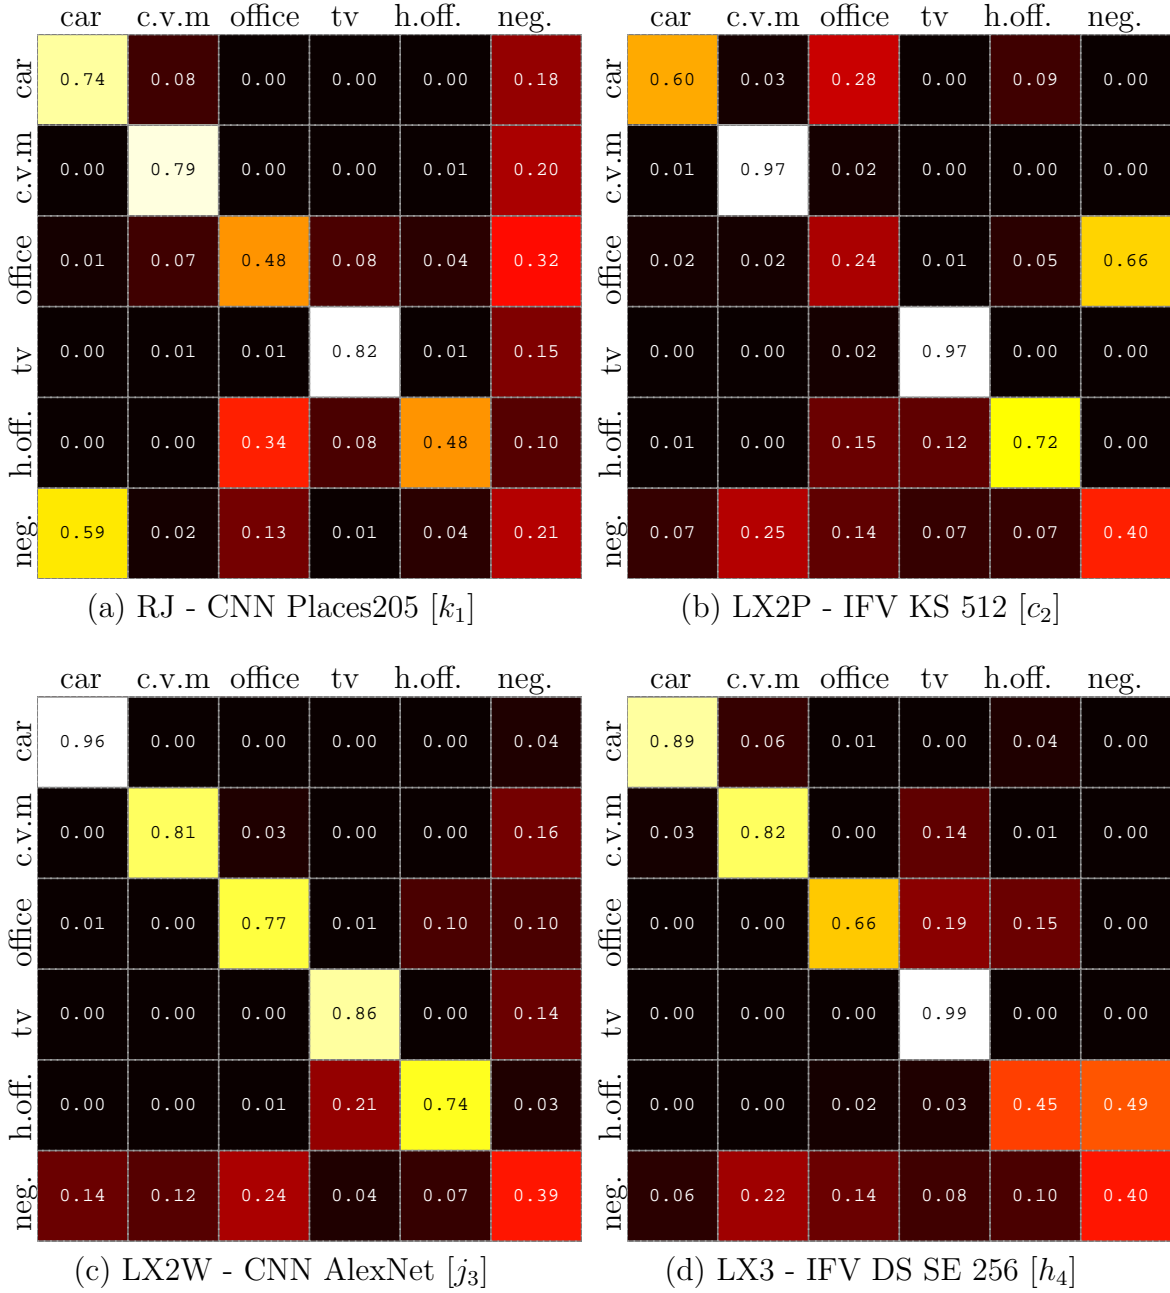 car c.v.m office tv h.off. neg.
car 0.74 0.08 0.00 0.00 0.00 0.18
c.v.m 0.00 0.79 0.00 0.00 0.01 0.20
office 0.01 0.07 0.48 0.08 0.04 0.32
tv 0.00 0.01 0.01 0.82 0.01 0.15
h.off. 0.00 0.00 0.34 0.08 0.48 0.10
neg. 0.59 0.02 0.13 0.01 0.04 0.21
(a) RJ - CNN Places205 [k₁]
car c.v.m office tv h.off. neg.
car 0.60 0.03 0.28 0.00 0.09 0.00
c.v.m 0.01 0.97 0.02 0.00 0.00 0.00
office 0.02 0.02 0.24 0.01 0.05 0.66
tv 0.00 0.00 0.02 0.97 0.00 0.00
h.off. 0.01 0.00 0.15 0.12 0.72 0.00
neg. 0.07 0.25 0.14 0.07 0.07 0.40
(b) LX2P - IFV KS 512 [c₂]
car c.v.m office tv h.off. neg.
car 0.96 0.00 0.00 0.00 0.00 0.04
c.v.m 0.00 0.81 0.03 0.00 0.00 0.16
office 0.01 0.00 0.77 0.01 0.10 0.10
tv 0.00 0.00 0.00 0.86 0.00 0.14
h.off. 0.00 0.00 0.01 0.21 0.74 0.03
neg. 0.14 0.12 0.24 0.04 0.07 0.39
(c) LX2W - CNN AlexNet [j₃]
car c.v.m office tv h.off. neg.
car 0.89 0.06 0.01 0.00 0.04 0.00
c.v.m 0.03 0.82 0.00 0.14 0.01 0.00
office 0.00 0.00 0.66 0.19 0.15 0.00
tv 0.00 0.00 0.00 0.99 0.00 0.00
h.off. 0.00 0.00 0.02 0.03 0.45 0.49
neg. 0.06 0.22 0.14 0.08 0.10 0.40
(d) LX3 - IFV DS SE 256 [h₄]